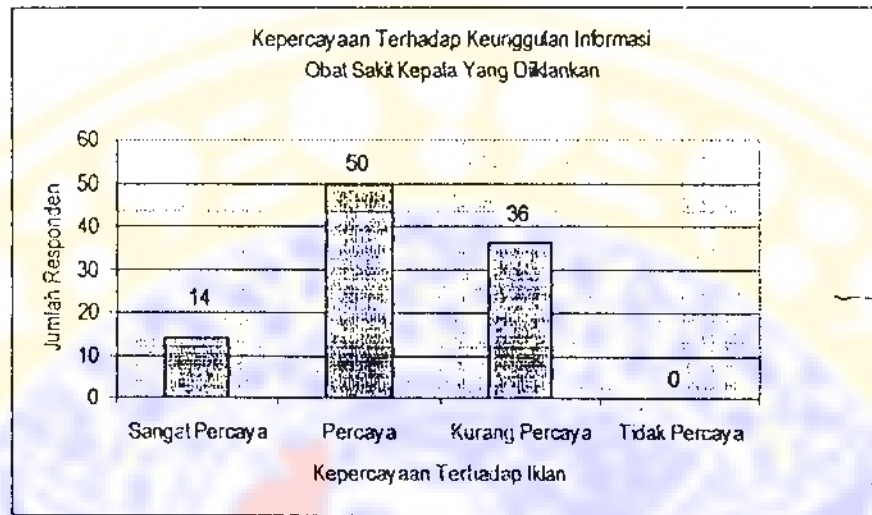 Kepercayaan Terhadap Keunggulan Informasi
Obat Sakit Kepala Yang Diiklankan
60
50
40
30
20
10
0
Jumlah Responden
14
50
36
0
Sangat Percaya
Percaya
Kurang Percaya
Tidak Percaya
Kepercayaan Terhadap Iklan